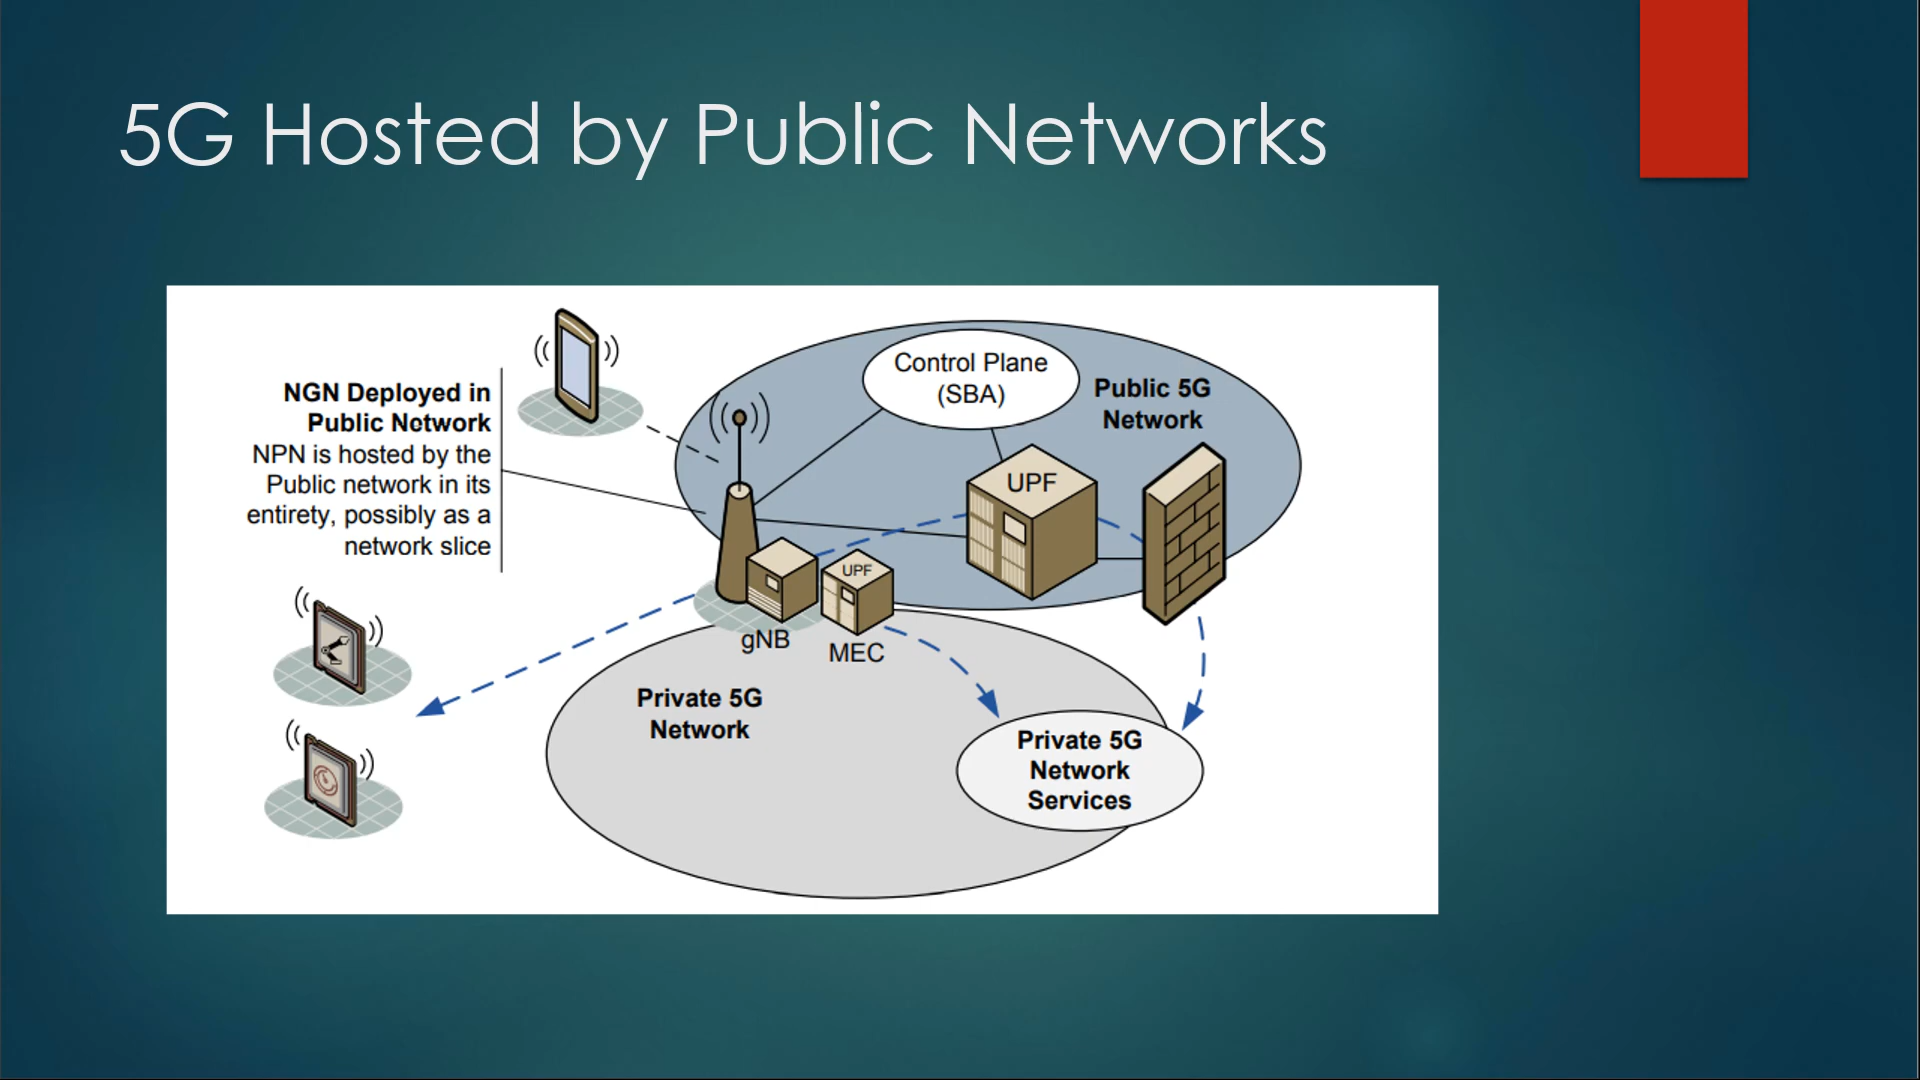 5G Hosted by Public Networks
NGN Deployed in
Public Network
NPN is hosted by the
Public network in its
entirety, possibly as a
network slice
Control Plane
(SBA)
Public 5G
Network
UPF
UPF
gNB
MEC
Private 5G
Network
Private 5G
Network
Services